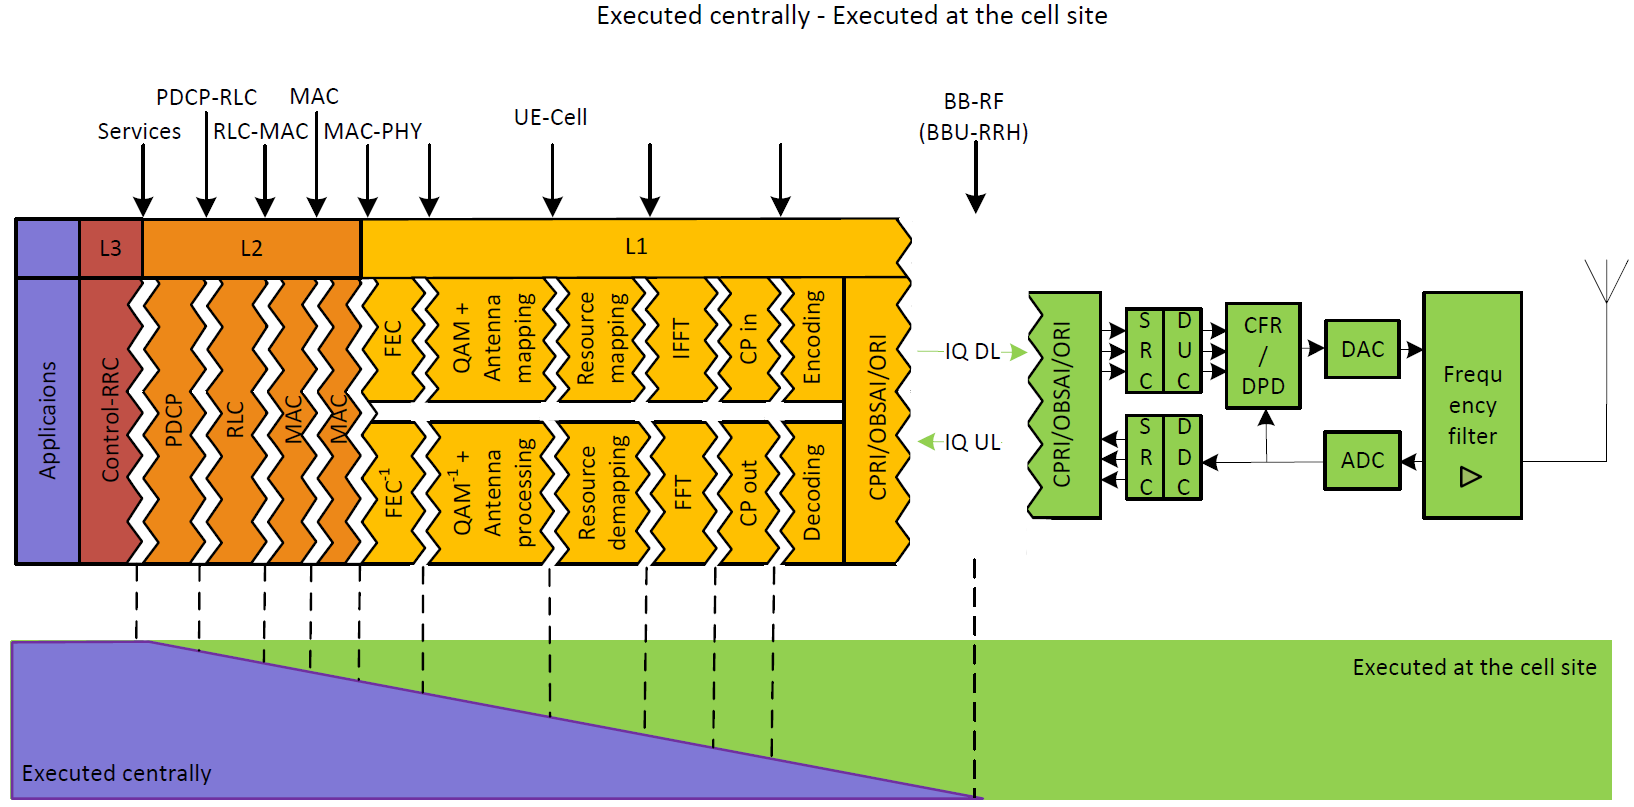 Executed centrally - Executed at the cell site
PDCP-RLC
MAC
BB-RF
(BBU-RRH)
UE-Cell
Services
RLC-MAC
MAC-PHY
L3
L2
L1
Applicaions
Control-RRC
PDCP
RLC
MAC
MAC
FEC
QAM +
Antenna
mapping
Resource
mapping
IFFT
CP in
Encoding
FEC⁻¹
QAM⁻¹ +
Antenna
processing
Resource
demapping
FFT
CP out
Decoding
CPRI/OBSAI/ORI
IQ DL
IQ UL
CPRI/OBSAI/ORI
S
R
C
D
U
C
CFR
/
DPD
DAC
S
R
C
D
D
C
ADC
Frequ
ency
filter
Executed at the cell site
Executed centrally